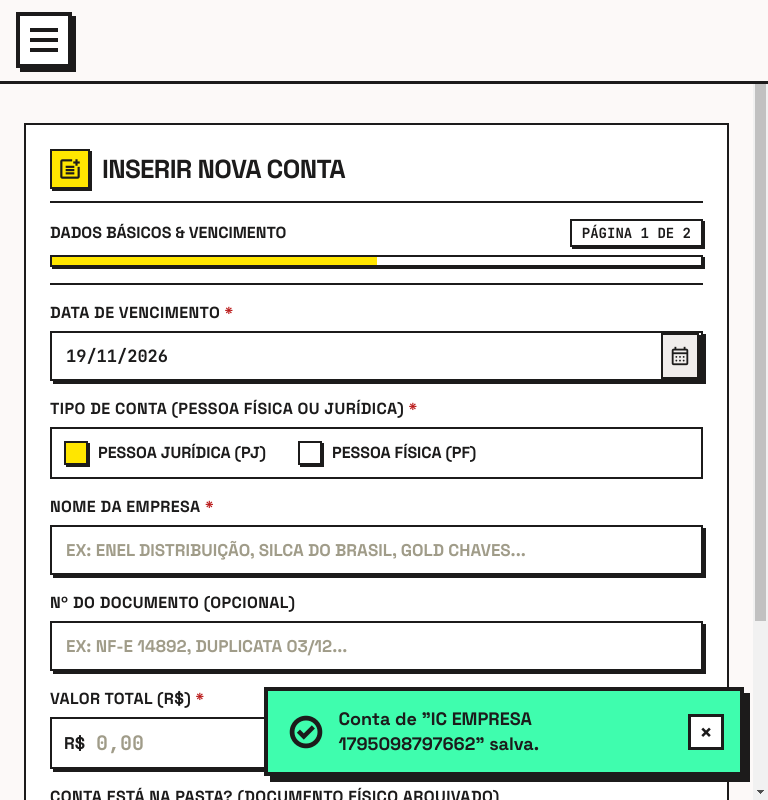 INSERIR NOVA CONTA
DADOS BÁSICOS & VENCIMENTO
PÁGINA 1 DE 2
DATA DE VENCIMENTO *
19/11/2026
TIPO DE CONTA (PESSOA FÍSICA OU JURÍDICA) *
PESSOA JURÍDICA (PJ)
PESSOA FÍSICA (PF)
NOME DA EMPRESA *
EX: ENEL DISTRIBUIÇÃO, SILCA DO BRASIL, GOLD CHAVES...
Nº DO DOCUMENTO (OPCIONAL)
EX: NF-E 14892, DUPLICATA 03/12...
VALOR TOTAL (R$) *
R$ 0,00
Conta de "IC EMPRESA
1795098797662" salva.
CONTA ESTÁ NA PASTA? (DOCUMENTO FÍSICO ARQUIVADO)